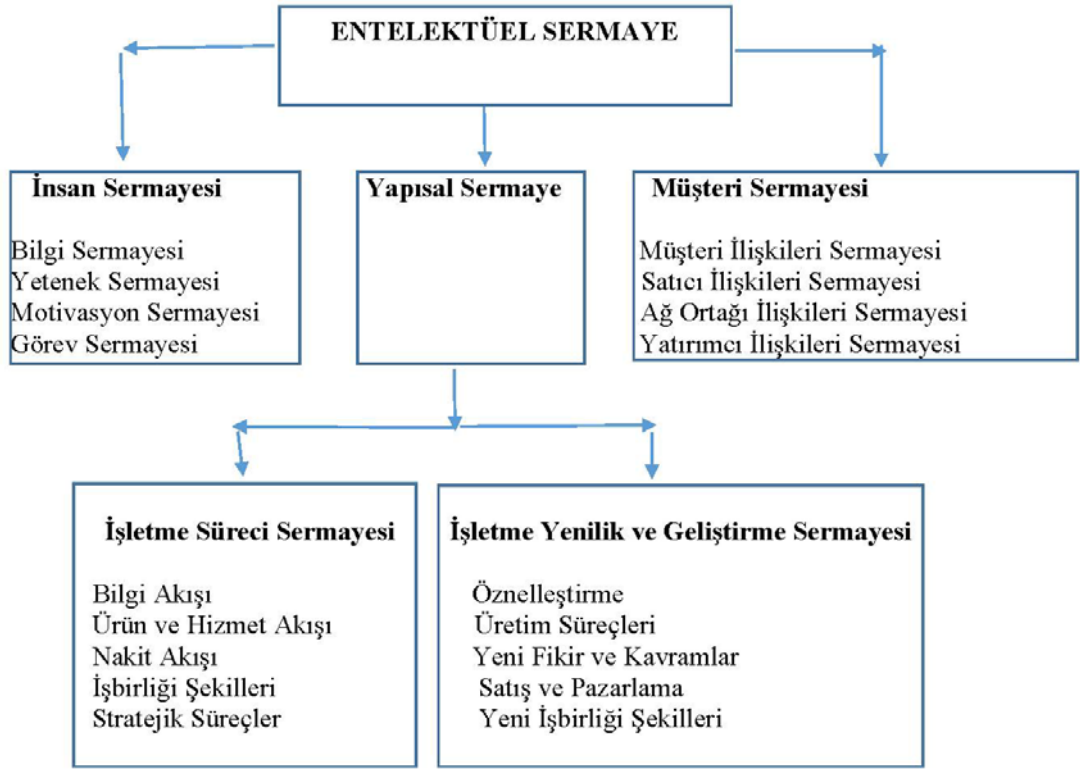 ENTELEKTÜEL SERMAYE
İnsan Sermayesi
Bilgi Sermayesi
Yetenek Sermayesi
Motivasyon Sermayesi
Görev Sermayesi
Yapısal Sermaye
Müşteri Sermayesi
Müşteri İlişkileri Sermayesi
Satıcı İlişkileri Sermayesi
Ağ Ortağı İlişkileri Sermayesi
Yatırımcı İlişkileri Sermayesi
İşletme Süreci Sermayesi
Bilgi Akışı
Ürün ve Hizmet Akışı
Nakit Akışı
İşbirliği Şekilleri
Stratejik Süreçler
İşletme Yenilik ve Geliştirme Sermayesi
Öznelleştirme
Üretim Süreçleri
Yeni Fikir ve Kavramlar
Satış ve Pazarlama
Yeni İşbirliği Şekilleri